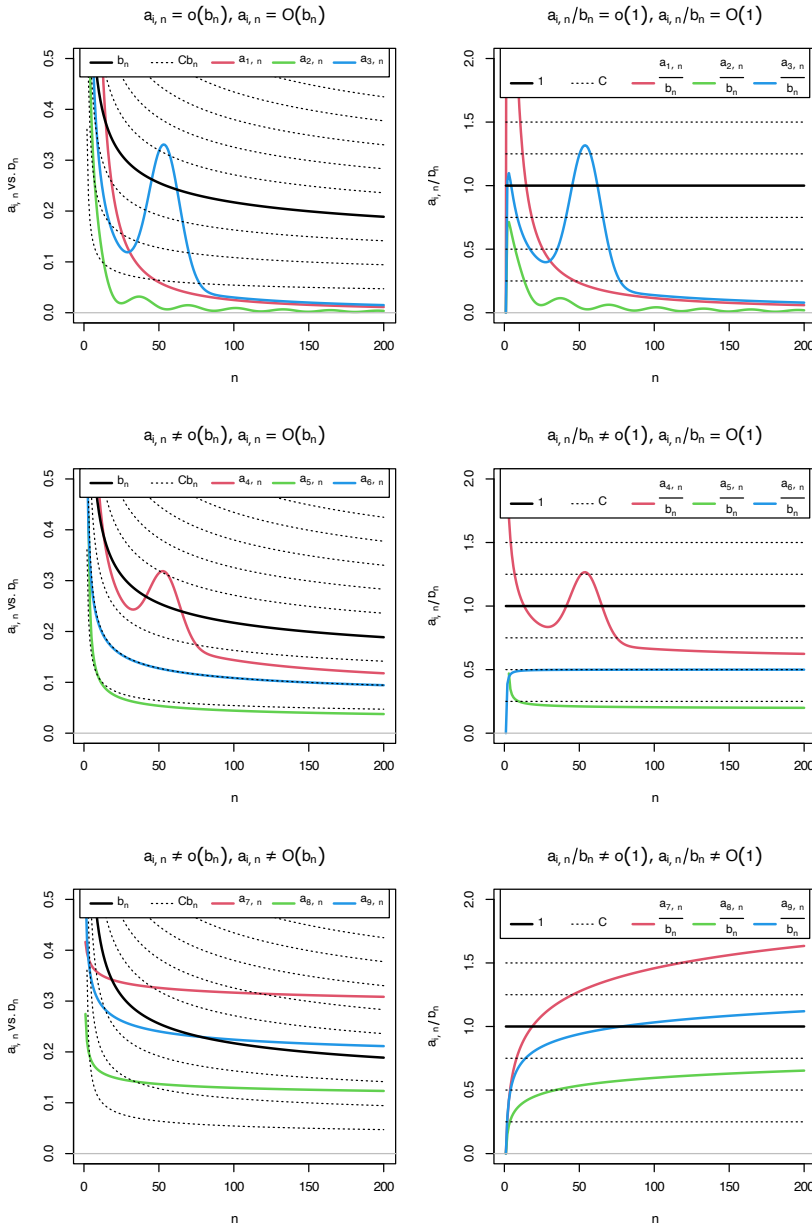 a_{i, n} = o(b_n), a_{i, n} = O(b_n)
b_n Cb_n a_{1, n} a_{2, n} a_{3, n}
a_{i, n} vs. b_n
0.0 0.1 0.2 0.3 0.4 0.5
0 50 100 150 200
n
a_{i, n}/b_n = o(1), a_{i, n}/b_n = O(1)
1 C a_{1, n}/b_n a_{2, n}/b_n a_{3, n}/b_n
a_{i, n}/b_n
0.0 0.5 1.0 1.5 2.0
0 50 100 150 200
n
a_{i, n} ≠ o(b_n), a_{i, n} = O(b_n)
b_n Cb_n a_{4, n} a_{5, n} a_{6, n}
a_{i, n} vs. b_n
0.0 0.1 0.2 0.3 0.4 0.5
0 50 100 150 200
n
a_{i, n}/b_n ≠ o(1), a_{i, n}/b_n = O(1)
1 C a_{4, n}/b_n a_{5, n}/b_n a_{6, n}/b_n
a_{i, n}/b_n
0.0 0.5 1.0 1.5 2.0
0 50 100 150 200
n
a_{i, n} ≠ o(b_n), a_{i, n} ≠ O(b_n)
b_n Cb_n a_{7, n} a_{8, n} a_{9, n}
a_{i, n} vs. b_n
0.0 0.1 0.2 0.3 0.4 0.5
0 50 100 150 200
n
a_{i, n}/b_n ≠ o(1), a_{i, n}/b_n ≠ O(1)
1 C a_{7, n}/b_n a_{8, n}/b_n a_{9, n}/b_n
a_{i, n}/b_n
0.0 0.5 1.0 1.5 2.0
0 50 100 150 200
n